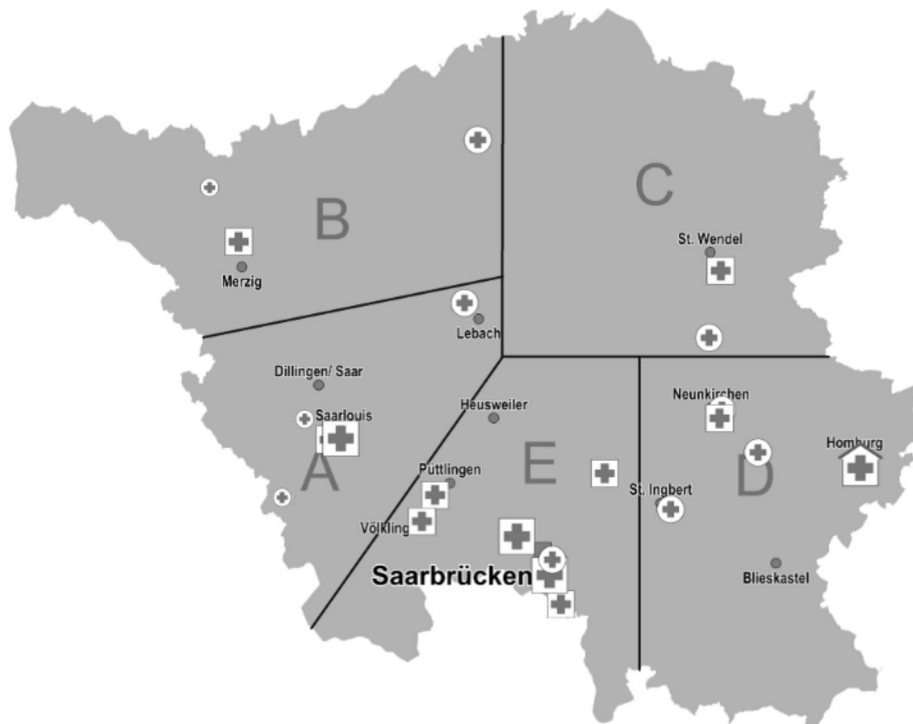 C
B
St. Wendel
Merzig
Lebach
Dillingen/ Saar
Neunkirchen
Saarlouis
Heusweiler
Homburg
A
Püttlingen
E
D
St. Ingbert
Völkling
Saarbrücken
Blieskastel